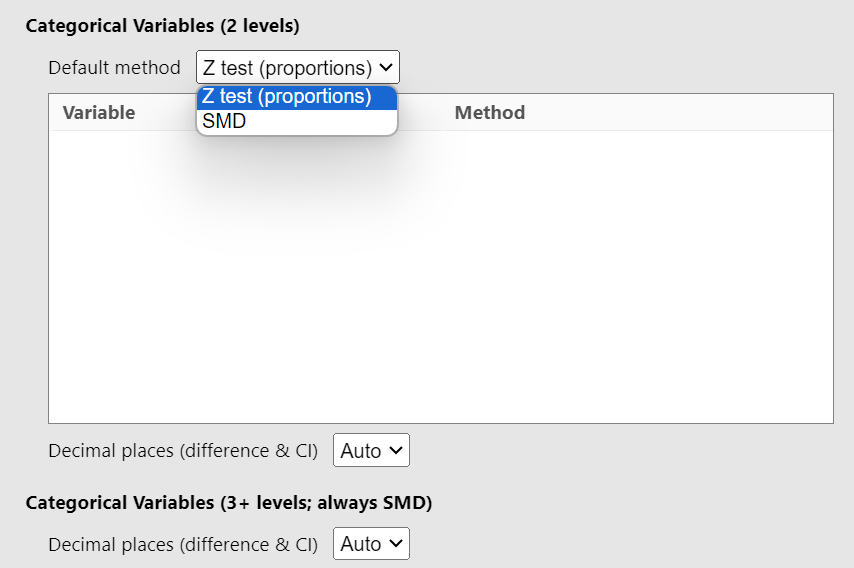 Categorical Variables (2 levels)
Default method Z test (proportions)
Z test (proportions)
SMD
Variable Method
Decimal places (difference & CI) Auto
Categorical Variables (3+ levels; always SMD)
Decimal places (difference & CI) Auto